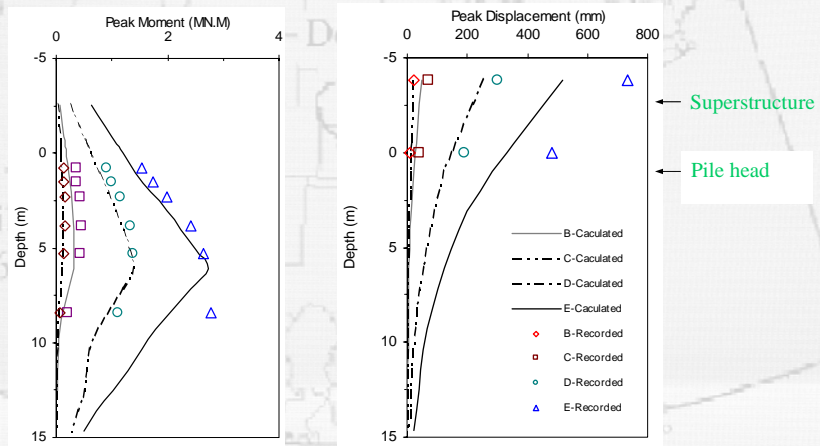 Peak Moment (MN.M)
0 2 4
-5
0
5
10
15
Depth (m)
Peak Displacement (mm)
0 200 400 600 800
-5
0
5
10
15
Depth (m)
B-Caculated
C-Caculated
D-Caculated
E-Caculated
B-Recorded
C-Recorded
D-Recorded
E-Recorded
Superstructure
Pile head